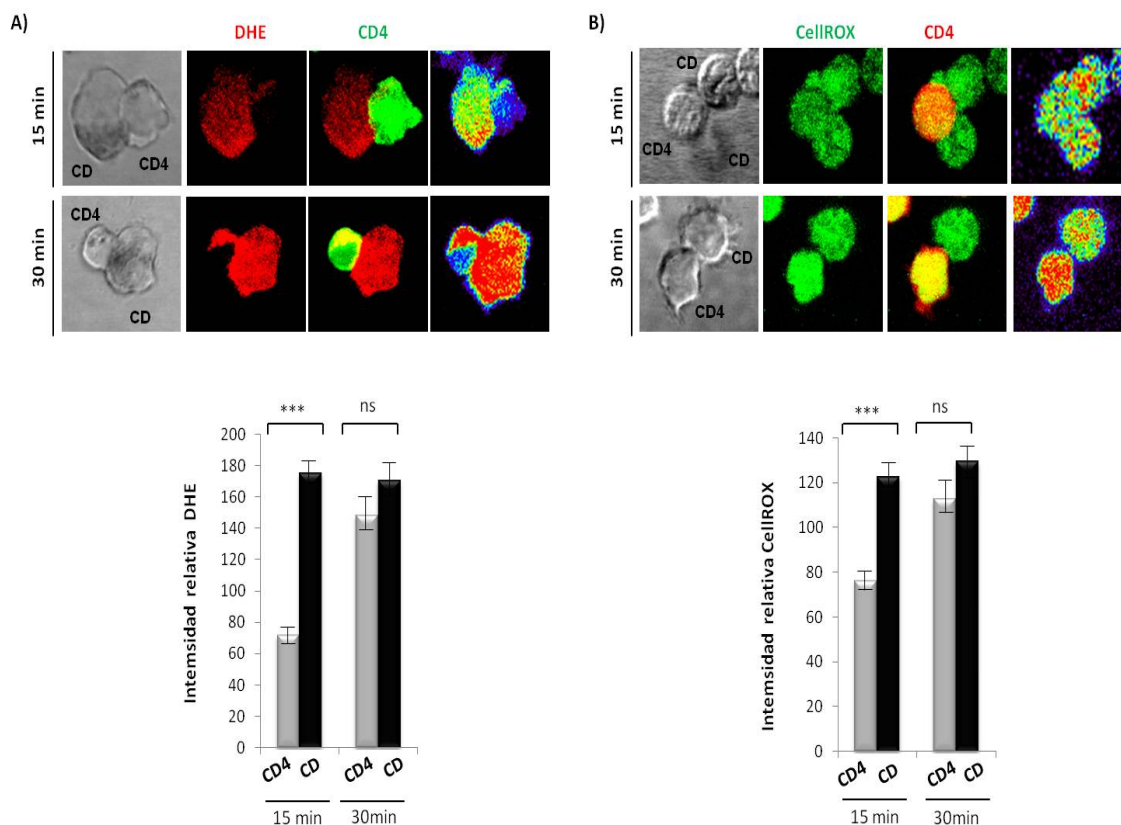 A)
DHE CD4
15 min
CD
CD4
30 min
CD4
CD
B)
CellROX CD4
15 min
CD
CD4
CD
30 min
CD
CD4
*** ns
Intemsidad relativa DHE
200
180
160
140
120
100
80
60
40
20
0
CD4 CD CD4 CD
15 min 30min
*** ns
Intemsidad relativa CellROX
140
120
100
80
60
40
20
0
CD4 CD CD4 CD
15 min 30min